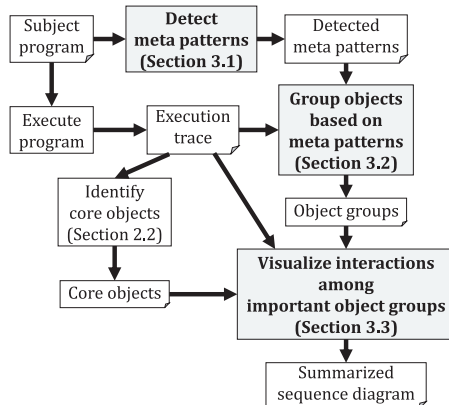 Subject
program
Detect
meta patterns
(Section 3.1)
Detected
meta patterns
Execute
program
Execution
trace
Group objects
based on
meta patterns
(Section 3.2)
Identify
core objects
(Section 2.2)
Object groups
Core objects
Visualize interactions
among
important object groups
(Section 3.3)
Summarized
sequence diagram